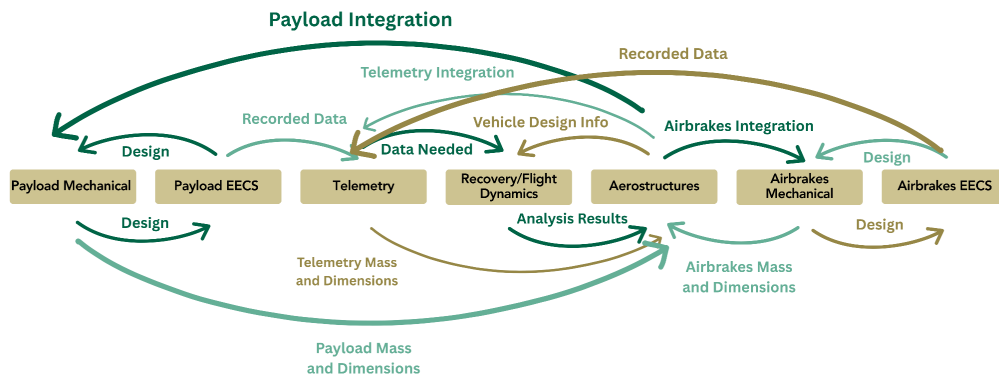 Payload Integration
Recorded Data
Telemetry Integration
Recorded Data
Vehicle Design Info
Airbrakes Integration
Design
Data Needed
Design
Payload Mechanical
Payload EECS
Telemetry
Recovery/Flight
Dynamics
Aerostructures
Airbrakes
Mechanical
Airbrakes EECS
Design
Analysis Results
Design
Telemetry Mass
and Dimensions
Airbrakes Mass
and Dimensions
Payload Mass
and Dimensions